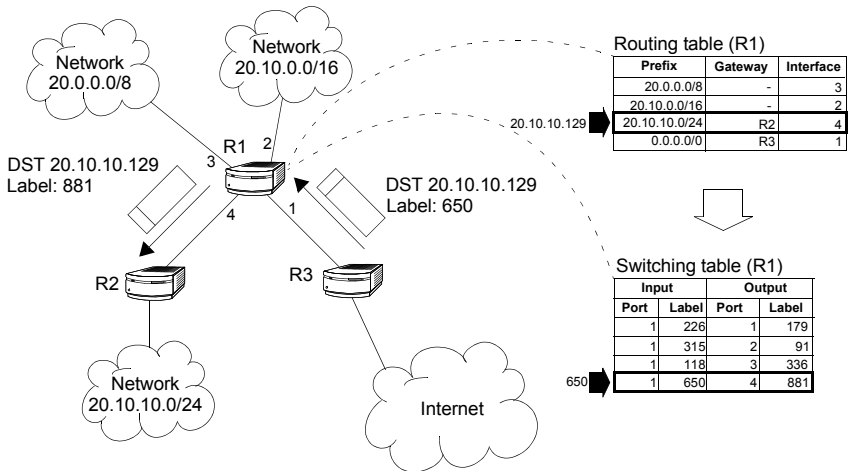 Network
20.0.0.0/8
Network
20.10.0.0/16
R1
2
3
4
1
DST 20.10.10.129
Label: 881
DST 20.10.10.129
Label: 650
R2
R3
Network
20.10.10.0/24
Internet
Routing table (R1)
Prefix Gateway Interface
20.0.0.0/8 - 3
20.10.0.0/16 - 2
20.10.10.129
20.10.10.0/24 R2 4
0.0.0.0/0 R3 1
Switching table (R1)
Input Output
Port Label Port Label
1 226 1 179
1 315 2 91
1 118 3 336
650
1 650 4 881